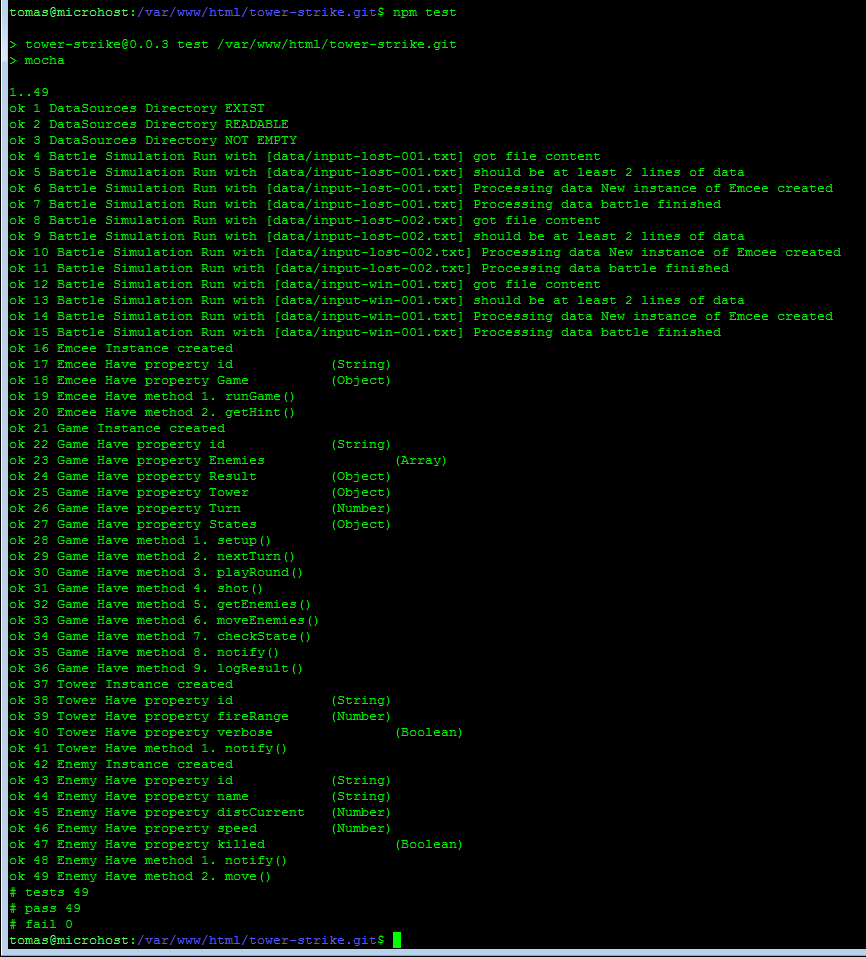 tomas@microhost:/var/www/html/tower-strike.git$ npm test
> tower-strike@0.0.3 test /var/www/html/tower-strike.git
> mocha
1..49
ok 1 DataSources Directory EXIST
ok 2 DataSources Directory READABLE
ok 3 DataSources Directory NOT EMPTY
ok 4 Battle Simulation Run with [data/input-lost-001.txt] got file content
ok 5 Battle Simulation Run with [data/input-lost-001.txt] should be at least 2 lines of data
ok 6 Battle Simulation Run with [data/input-lost-001.txt] Processing data New instance of Emcee created
ok 7 Battle Simulation Run with [data/input-lost-001.txt] Processing data battle finished
ok 8 Battle Simulation Run with [data/input-lost-002.txt] got file content
ok 9 Battle Simulation Run with [data/input-lost-002.txt] should be at least 2 lines of data
ok 10 Battle Simulation Run with [data/input-lost-002.txt] Processing data New instance of Emcee created
ok 11 Battle Simulation Run with [data/input-lost-002.txt] Processing data battle finished
ok 12 Battle Simulation Run with [data/input-win-001.txt] got file content
ok 13 Battle Simulation Run with [data/input-win-001.txt] should be at least 2 lines of data
ok 14 Battle Simulation Run with [data/input-win-001.txt] Processing data New instance of Emcee created
ok 15 Battle Simulation Run with [data/input-win-001.txt] Processing data battle finished
ok 16 Emcee Instance created
ok 17 Emcee Have property id (String)
ok 18 Emcee Have property Game (Object)
ok 19 Emcee Have method 1. runGame()
ok 20 Emcee Have method 2. getHint()
ok 21 Game Instance created
ok 22 Game Have property id (String)
ok 23 Game Have property Enemies (Array)
ok 24 Game Have property Result (Object)
ok 25 Game Have property Tower (Object)
ok 26 Game Have property Turn (Number)
ok 27 Game Have property States (Object)
ok 28 Game Have method 1. setup()
ok 29 Game Have method 2. nextTurn()
ok 30 Game Have method 3. playRound()
ok 31 Game Have method 4. shot()
ok 32 Game Have method 5. getEnemies()
ok 33 Game Have method 6. moveEnemies()
ok 34 Game Have method 7. checkState()
ok 35 Game Have method 8. notify()
ok 36 Game Have method 9. logResult()
ok 37 Tower Instance created
ok 38 Tower Have property id (String)
ok 39 Tower Have property fireRange (Number)
ok 40 Tower Have property verbose (Boolean)
ok 41 Tower Have method 1. notify()
ok 42 Enemy Instance created
ok 43 Enemy Have property id (String)
ok 44 Enemy Have property name (String)
ok 45 Enemy Have property distCurrent (Number)
ok 46 Enemy Have property speed (Number)
ok 47 Enemy Have property killed (Boolean)
ok 48 Enemy Have method 1. notify()
ok 49 Enemy Have method 2. move()
# tests 49
# pass 49
# fail 0
tomas@microhost:/var/www/html/tower-strike.git$